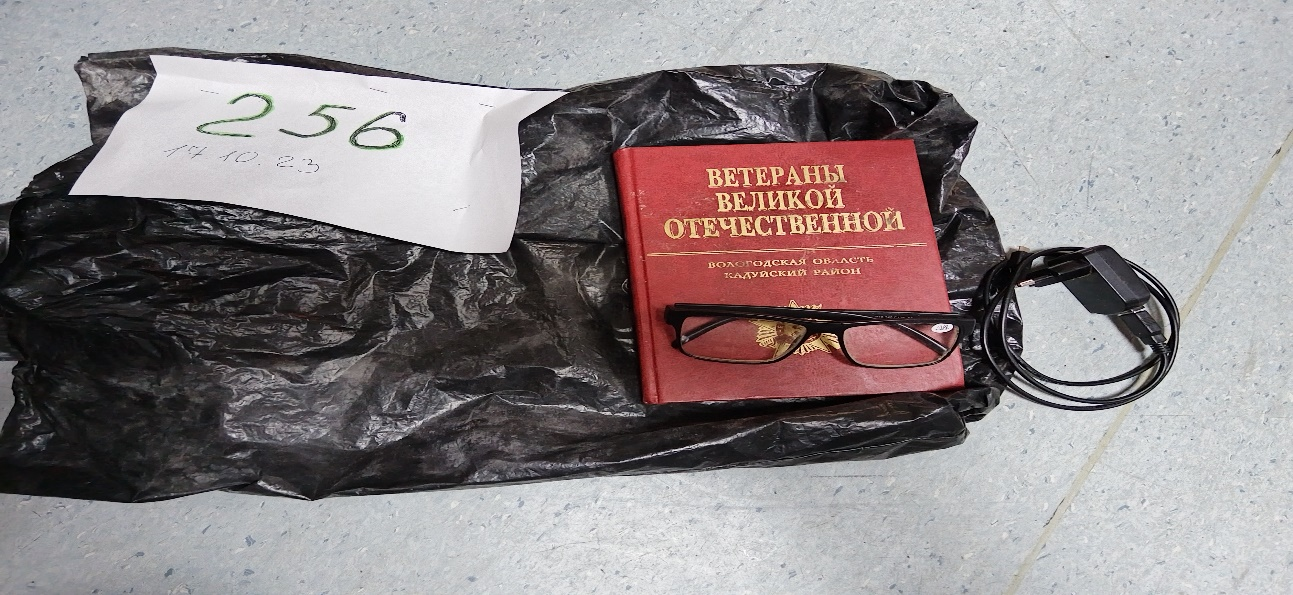 256
17 10.23
ВЕТЕРАНЫ
ВЕЛИКОЙ
ОТЕЧЕСТВЕННОЙ
ВОЛОГОДСКАЯ ОБЛАСТЬ
КАДУЙСКИЙ РАЙОН